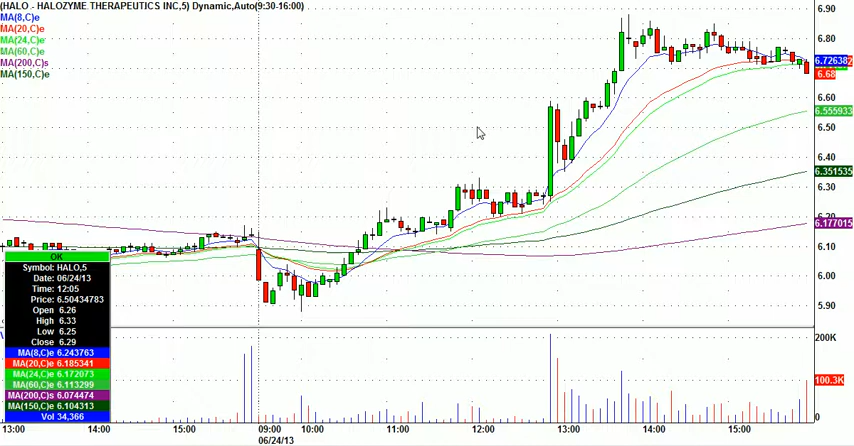 (HALO - HALOZYME THERAPEUTICS INC,5) Dynamic,Auto(9:30-16:00)
MA(8,C)e
MA(20,C)e
MA(24,C)e
MA(60,C)e
MA(200,C)s
MA(150,C)e
6.90
6.80
6.72638
6.68
6.60
6.555933
6.50
6.40
6.351535
6.30
6.20
6.177015
6.10
6.00
5.90
OK
Symbol: HALO,5
Date: 06/24/13
Time: 12:05
Price: 6.50434783
Open 6.26
High 6.33
Low 6.25
Close 6.29
MA(8,C)e 6.243763
MA(20,C)e 6.185341
MA(24,C)e 6.172073
MA(60,C)e 6.113299
MA(200,C)s 6.074474
MA(150,C)e 6.104313
Vol 34,366
200K
100.3K
0
13:00 14:00 15:00 09:00 10:00 11:00 12:00 13:00 14:00 15:00
06/24/13